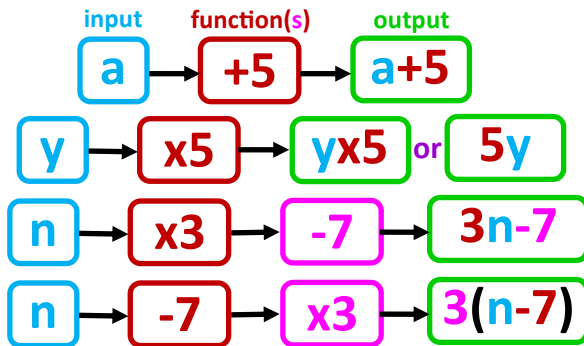 input function(s) output
a +5 a+5
y x5 yx5 or 5y
n x3 -7 3n-7
n -7 x3 3(n-7)